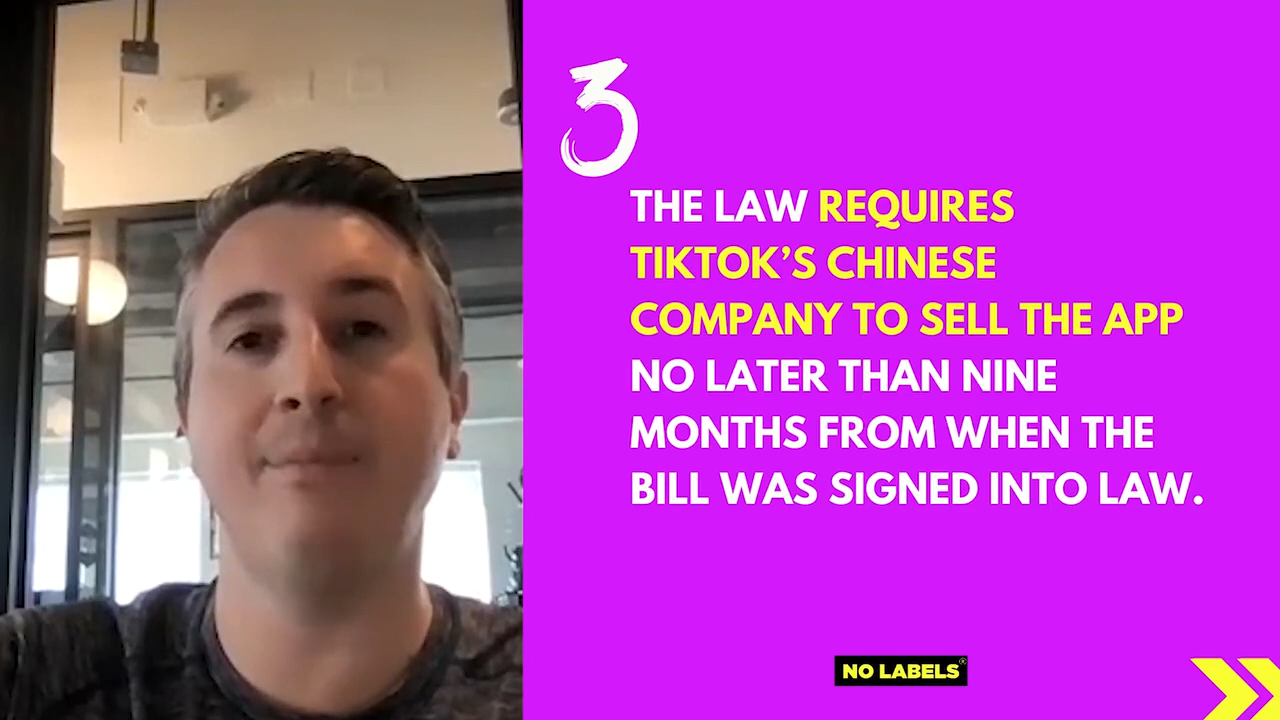 3
THE LAW REQUIRES
TIKTOK’S CHINESE
COMPANY TO SELL THE APP
NO LATER THAN NINE
MONTHS FROM WHEN THE
BILL WAS SIGNED INTO LAW.
NO LABELS®